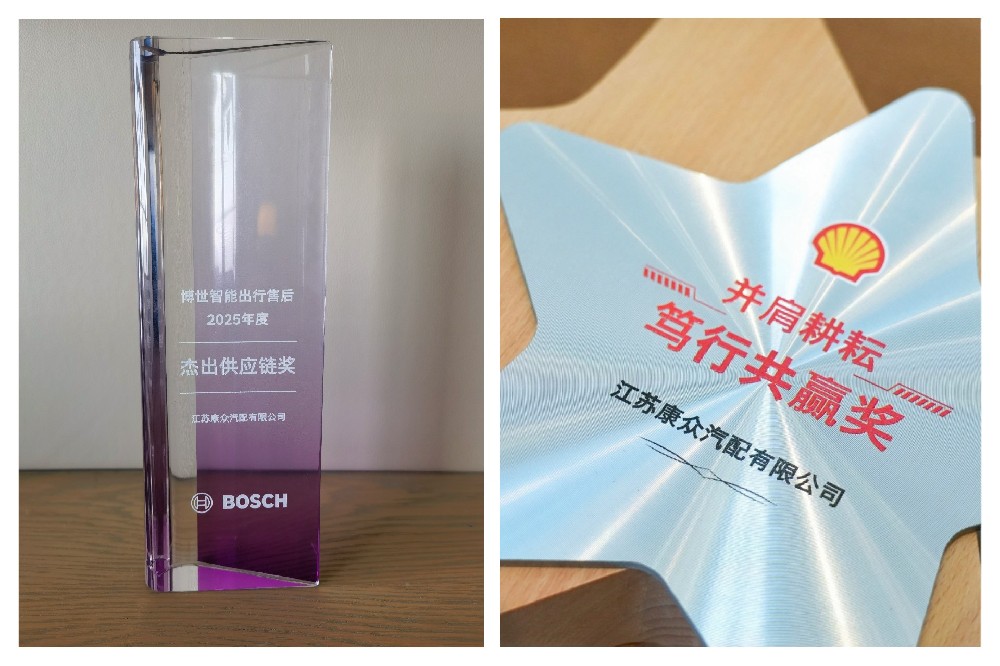 博世智能出行售后
2025年度
杰出供应链奖
江苏康众汽配有限公司
BOSCH
并肩耕耘
笃行共赢奖
江苏康众汽配有限公司